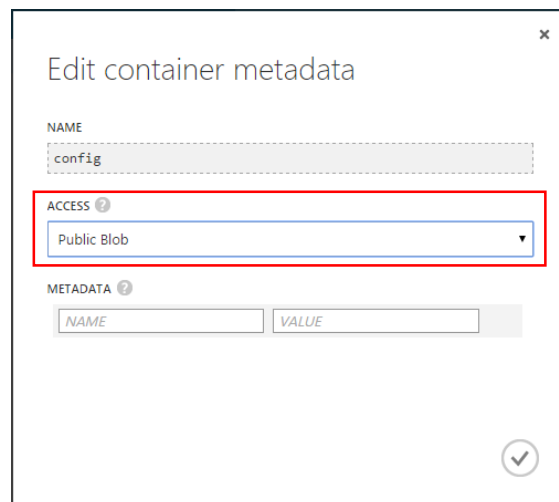 Edit container metadata
NAME
config
ACCESS ?
Public Blob
METADATA ?
NAME VALUE